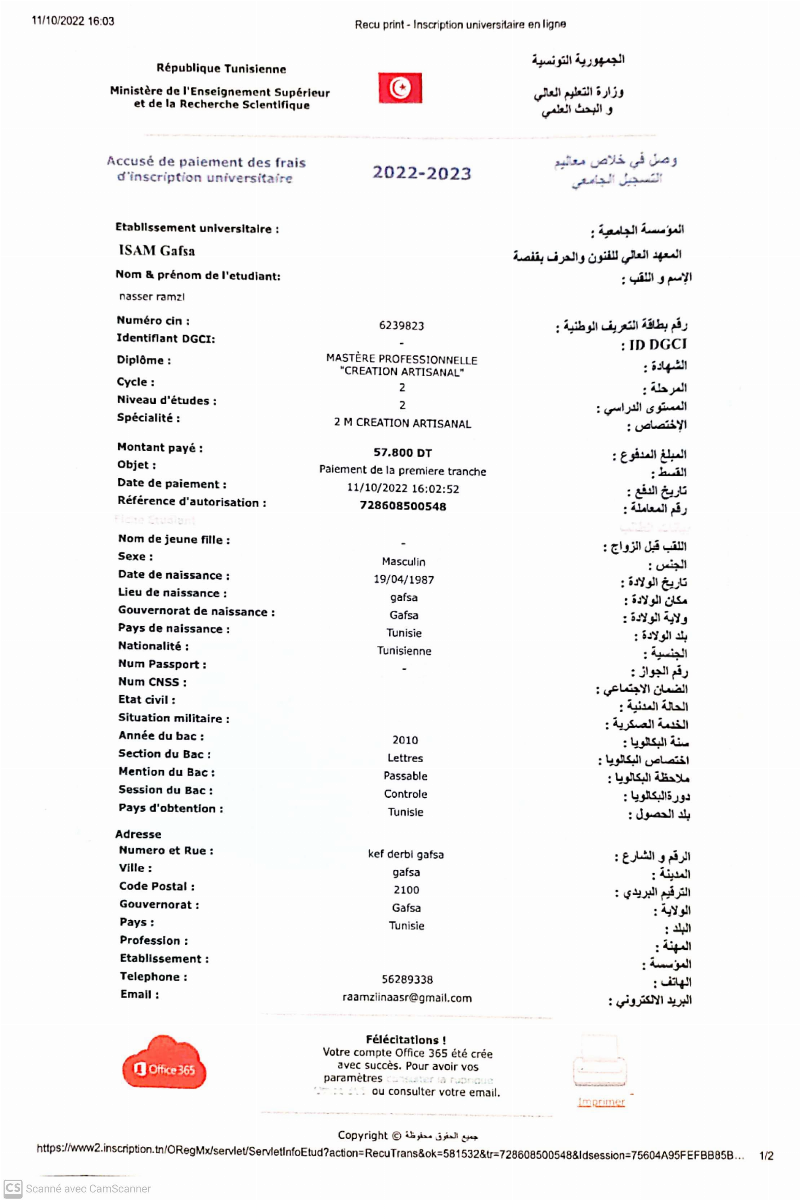 11/10/2022 16:03
Recu print - Inscription universitaire en ligne
République Tunisienne
الجمهورية التونسية
Ministère de l'Enseignement Supérieur
et de la Recherche Scientifique
وزارة التعليم العالي
و البحث العلمي
Accusé de paiement des frais
d'inscription universitaire
2022-2023
وصل في خلاص معاليم
التسجيل الجامعي
Etablissement universitaire :
المؤسسة الجامعية :
ISAM Gafsa
المعهد العالي للفنون والحرف بقفصة
Nom & prénom de l'etudiant:
الإسم و اللقب :
nasser ramzi
Numéro cin : 6239823 رقم بطاقة التعريف الوطنية :
Identifiant DGCI: - ID DGCI :
Diplôme : MASTÈRE PROFESSIONNELLE الشهادة :
"CREATION ARTISANAL"
Cycle : 2 المرحلة :
Niveau d'études : 2 المستوى الدراسي :
Spécialité : 2 M CREATION ARTISANAL الإختصاص :
Montant payé : 57.800 DT المبلغ المدفوع :
Objet : Paiement de la premiere tranche القسط :
Date de paiement : 11/10/2022 16:02:52 تاريخ الدفع :
Référence d'autorisation : 728608500548 رقم المعاملة :
Nom de jeune fille : - اللقب قبل الزواج :
Sexe : Masculin الجنس :
Date de naissance : 19/04/1987 تاريخ الولادة :
Lieu de naissance : gafsa مكان الولادة :
Gouvernorat de naissance : Gafsa ولاية الولادة :
Pays de naissance : Tunisie بلد الولادة :
Nationalité : Tunisienne الجنسية :
Num Passport : - رقم الجواز :
Num CNSS : الضمان الاجتماعي :
Etat civil : الحالة المدنية :
Situation militaire : الخدمة العسكرية :
Année du bac : 2010 سنة البكالويا :
Section du Bac : Lettres اختصاص البكالويا :
Mention du Bac : Passable ملاحظة البكالويا :
Session du Bac : Controle دورةالبكالويا :
Pays d'obtention : Tunisie بلد الحصول :
Adresse
Numero et Rue : kef derbi gafsa الرقم و الشارع :
Ville : gafsa المدينة :
Code Postal : 2100 الترقيم البريدي :
Gouvernorat : Gafsa الولاية :
Pays : Tunisie البلد :
Profession : المهنة :
Etablissement : المؤسسة :
Telephone : 56289338 الهاتف :
Email : raamziinaasr@gmail.com البريد الالكتروني :
Office 365
Félécitations !
Votre compte Office 365 été crée
avec succès. Pour avoir vos
paramètres consulter la rubrique
ou consulter votre email.
Imprimer
Copyright © جميع الحقوق محفوظة
https://www2.inscription.tn/ORegMx/servlet/ServletInfoEtud?action=RecuTrans&ok=581532&tr=728608500548&Idsession=75604A95FEFBB85B... 1/2
CS Scanné avec CamScanner